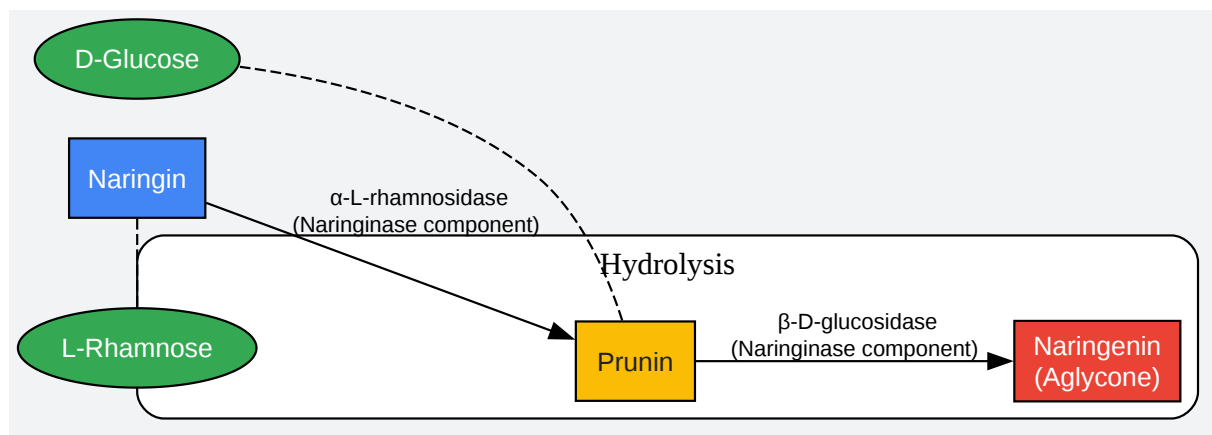 D-Glucose
Naringin
α-L-rhamnosidase
(Naringinase component)
Hydrolysis
L-Rhamnose
Prunin
β-D-glucosidase
(Naringinase component)
Naringenin
(Aglycone)